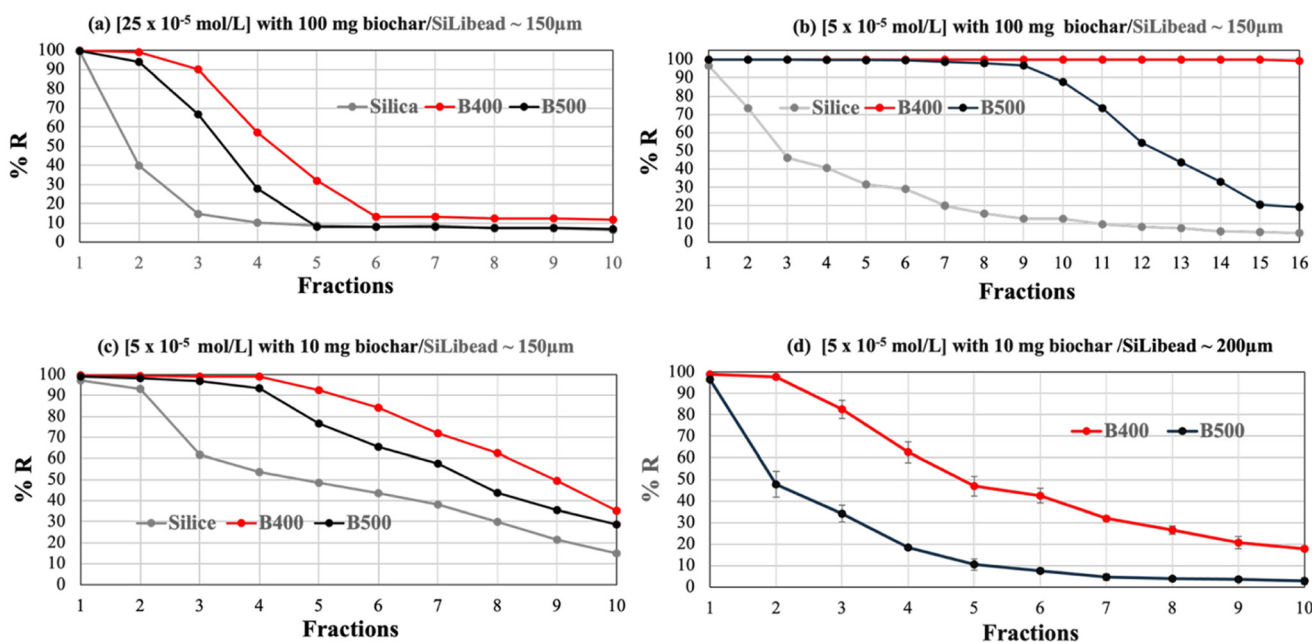 (a) [25 x 10⁻⁵ mol/L] with 100 mg biochar/SiLibead ~ 150µm
100
90
80
70
60
50
40
30
20
10
0
% R
Silica B400 B500
1 2 3 4 5 6 7 8 9 10
Fractions
(b) [5 x 10⁻⁵ mol/L] with 100 mg biochar/SiLibead ~ 150µm
100
90
80
70
60
50
40
30
20
10
0
% R
Silice B400 B500
1 2 3 4 5 6 7 8 9 10 11 12 13 14 15 16
Fractions
(c) [5 x 10⁻⁵ mol/L] with 10 mg biochar/SiLibead ~ 150µm
100
90
80
70
60
50
40
30
20
10
0
% R
Silice B400 B500
1 2 3 4 5 6 7 8 9 10
Fractions
(d) [5 x 10⁻⁵ mol/L] with 10 mg biochar /SiLibead ~ 200µm
100
90
80
70
60
50
40
30
20
10
0
% R
B400 B500
1 2 3 4 5 6 7 8 9 10
Fractions